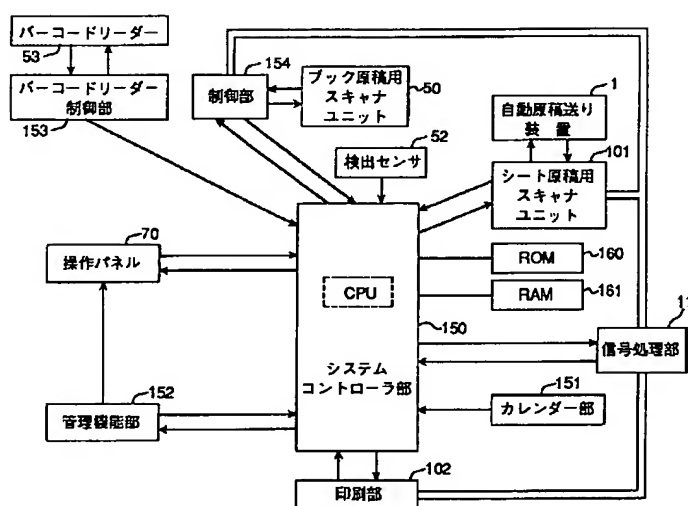 バーコードリーダー
53
バーコードリーダー
制御部
153
154
制御部
ブック原稿用
スキャナ
ユニット
50
52
検出センサ
1
自動原稿送り
装 置
101
シート原稿用
スキャナ
ユニット
70
操作パネル
CPU
150
システム
コントローラ部
ROM
160
RAM
161
信号処理部
151
カレンダー部
152
管理機能部
102
印刷部